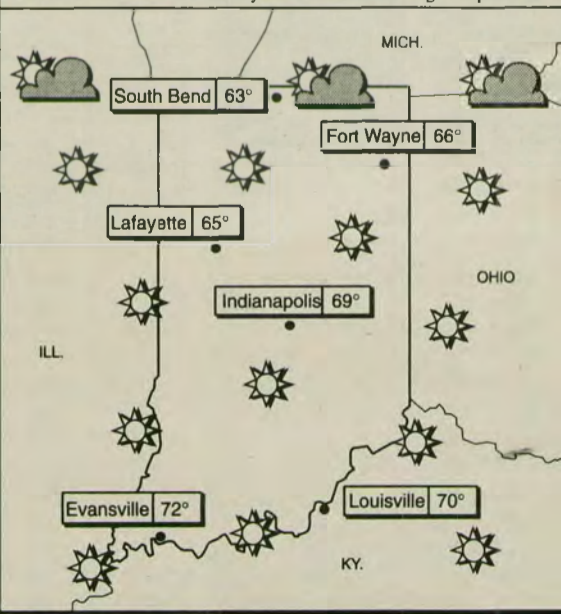 MICH.
South Bend 63°
Fort Wayne 66°
Lafayette 65°
OHIO
Indianapolis 69°
ILL.
Evansville 72°
Louisville 70°
KY.